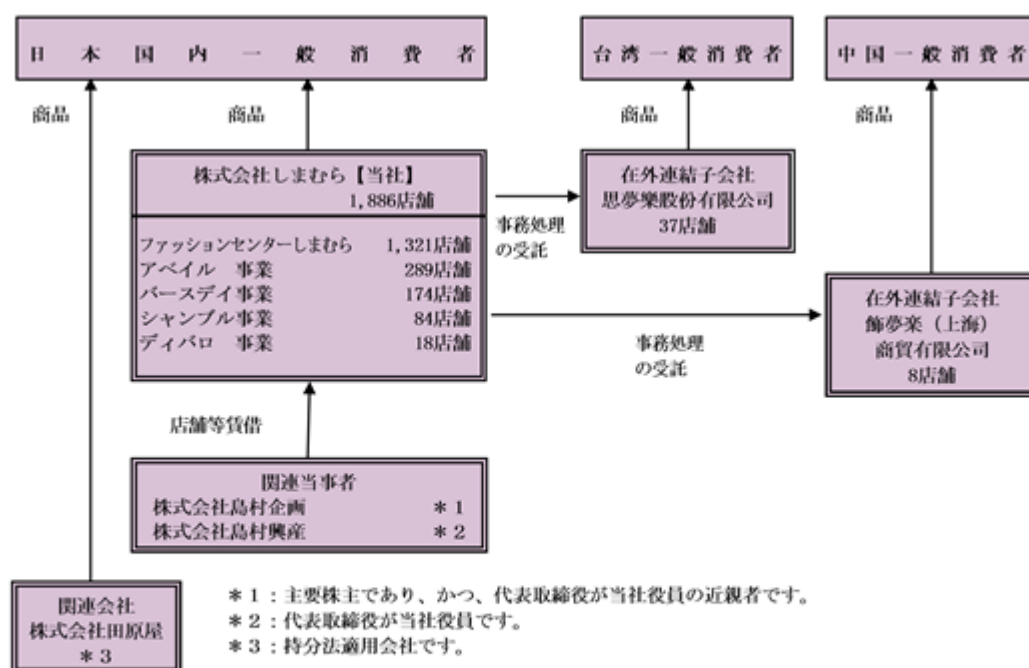 日本国内一般消費者
台湾一般消費者
中国一般消費者
商品
商品
商品
商品
株式会社しまむら【当社】
1,886店舗
ファッションセンターしまむら 1,321店舗
アベイル 事業 289店舗
バースデイ事業 174店舗
シャンブル事業 84店舗
ディバロ 事業 18店舗
事務処理
の受託
在外連結子会社
思夢樂股份有限公司
37店舗
事務処理
の受託
在外連結子会社
飾夢楽（上海）
商貿有限公司
8店舗
店舗等賃借
関連当事者
株式会社島村企画 ＊1
株式会社島村興産 ＊2
関連会社
株式会社田原屋
＊3
＊1：主要株主であり、かつ、代表取締役が当社役員の近親者です。
＊2：代表取締役が当社役員です。
＊3：持分法適用会社です。